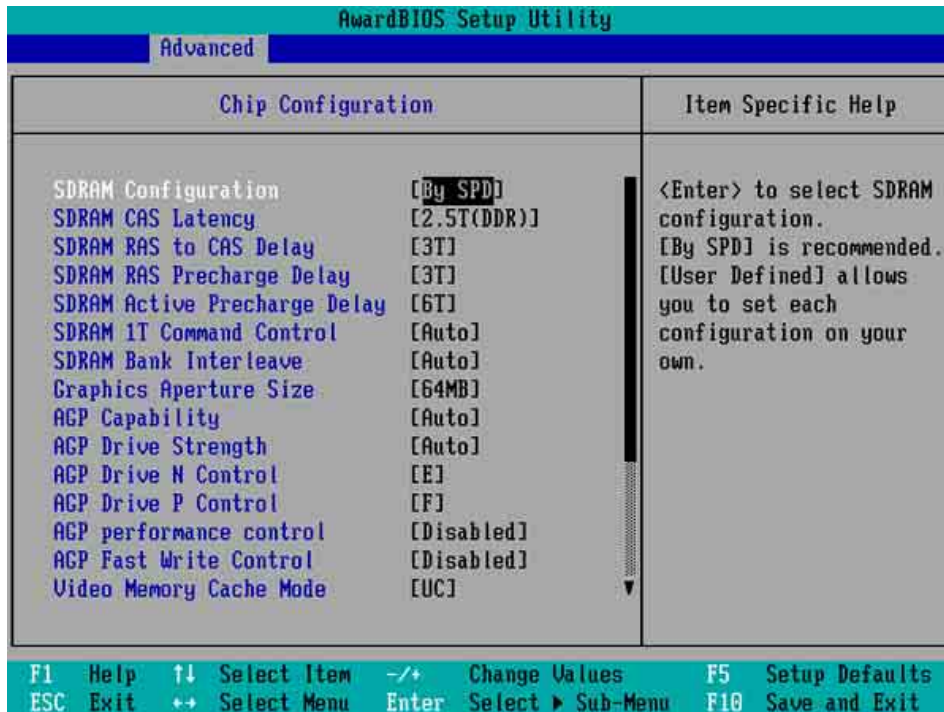 AwardBIOS Setup Utility
Advanced
Chip Configuration
Item Specific Help
SDRAM Configuration [By SPD]
SDRAM CAS Latency [2.5T(DDR)]
SDRAM RAS to CAS Delay [3T]
SDRAM RAS Precharge Delay [3T]
SDRAM Active Precharge Delay [6T]
SDRAM 1T Command Control [Auto]
SDRAM Bank Interleave [Auto]
Graphics Aperture Size [64MB]
AGP Capability [Auto]
AGP Drive Strength [Auto]
AGP Drive N Control [E]
AGP Drive P Control [F]
AGP performance control [Disabled]
AGP Fast Write Control [Disabled]
Video Memory Cache Mode [UC]
<Enter> to select SDRAM
configuration.
[By SPD] is recommended.
[User Defined] allows
you to set each
configuration on your
own.
F1 Help ↑↓ Select Item -/+ Change Values F5 Setup Defaults
ESC Exit ↔ Select Menu Enter Select ▶ Sub-Menu F10 Save and Exit